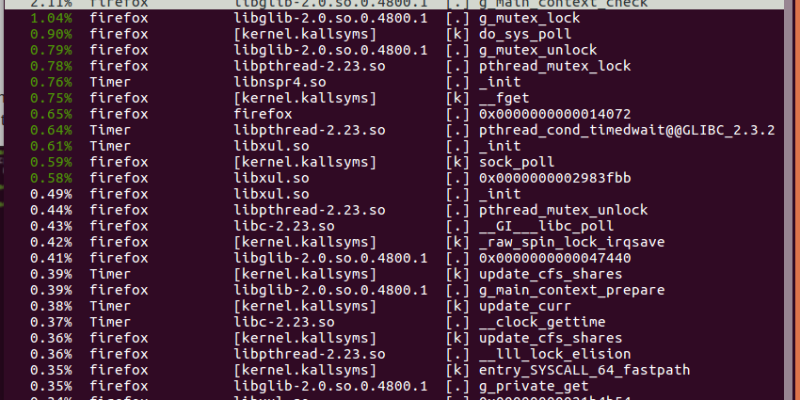 2.11% firefox libglib-2.0.so.0.4800.1 [.] g_main_context_check
1.04% firefox libglib-2.0.so.0.4800.1 [.] g_mutex_lock
0.90% firefox [kernel.kallsyms] [k] do_sys_poll
0.79% firefox libglib-2.0.so.0.4800.1 [.] g_mutex_unlock
0.78% firefox libpthread-2.23.so [.] pthread_mutex_lock
0.76% Timer libnspr4.so [.] _init
0.75% firefox [kernel.kallsyms] [k] __fget
0.65% firefox firefox [.] 0x0000000000014072
0.64% Timer libpthread-2.23.so [.] pthread_cond_timedwait@@GLIBC_2.3.2
0.61% Timer libxul.so [.] _init
0.59% firefox [kernel.kallsyms] [k] sock_poll
0.58% firefox libxul.so [.] 0x0000000002983fbb
0.49% firefox libxul.so [.] _init
0.44% firefox libpthread-2.23.so [.] pthread_mutex_unlock
0.43% firefox libc-2.23.so [.] __GI___libc_poll
0.42% firefox [kernel.kallsyms] [k] _raw_spin_lock_irqsave
0.41% firefox libglib-2.0.so.0.4800.1 [.] 0x0000000000047440
0.39% Timer [kernel.kallsyms] [k] update_cfs_shares
0.39% firefox libglib-2.0.so.0.4800.1 [.] g_main_context_prepare
0.38% Timer [kernel.kallsyms] [k] update_curr
0.37% Timer libc-2.23.so [.] __clock_gettime
0.36% firefox [kernel.kallsyms] [k] update_cfs_shares
0.36% firefox libpthread-2.23.so [.] __lll_lock_elision
0.35% firefox [kernel.kallsyms] [k] entry_SYSCALL_64_fastpath
0.35% firefox libglib-2.0.so.0.4800.1 [.] g_private_get
0.34% firefox libxul.so [.]